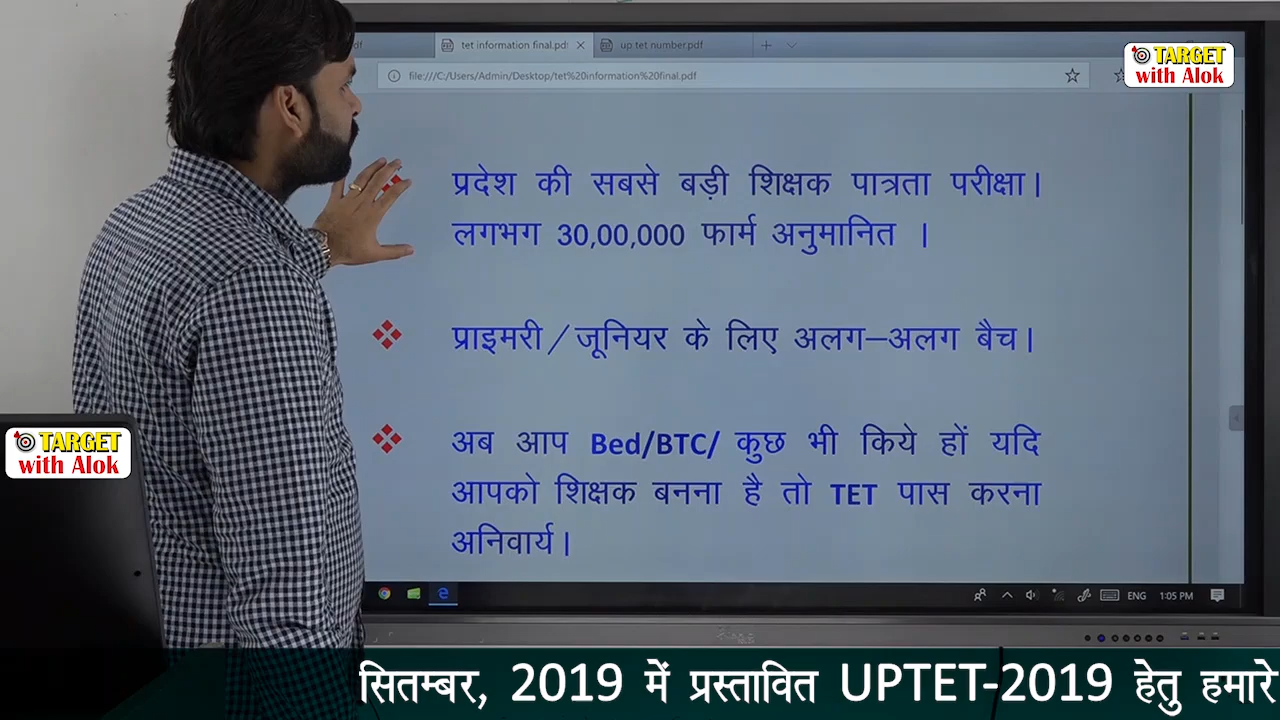 tet information final.pdf
up tet number.pdf
file:///C:/Users/Admin/Desktop/tet%20information%20final.pdf
TARGET
with Alok
प्रदेश की सबसे बड़ी शिक्षक पात्रता परीक्षा।
लगभग 30,00,000 फार्म अनुमानित ।
प्राइमरी/जूनियर के लिए अलग–अलग बैच।
अब आप Bed/BTC/ कुछ भी किये हों यदि
आपको शिक्षक बनना है तो TET पास करना
अनिवार्य।
TARGET
with Alok
ENG 1:05 PM
सितम्बर, 2019 में प्रस्तावित UPTET-2019 हेतु हमारे